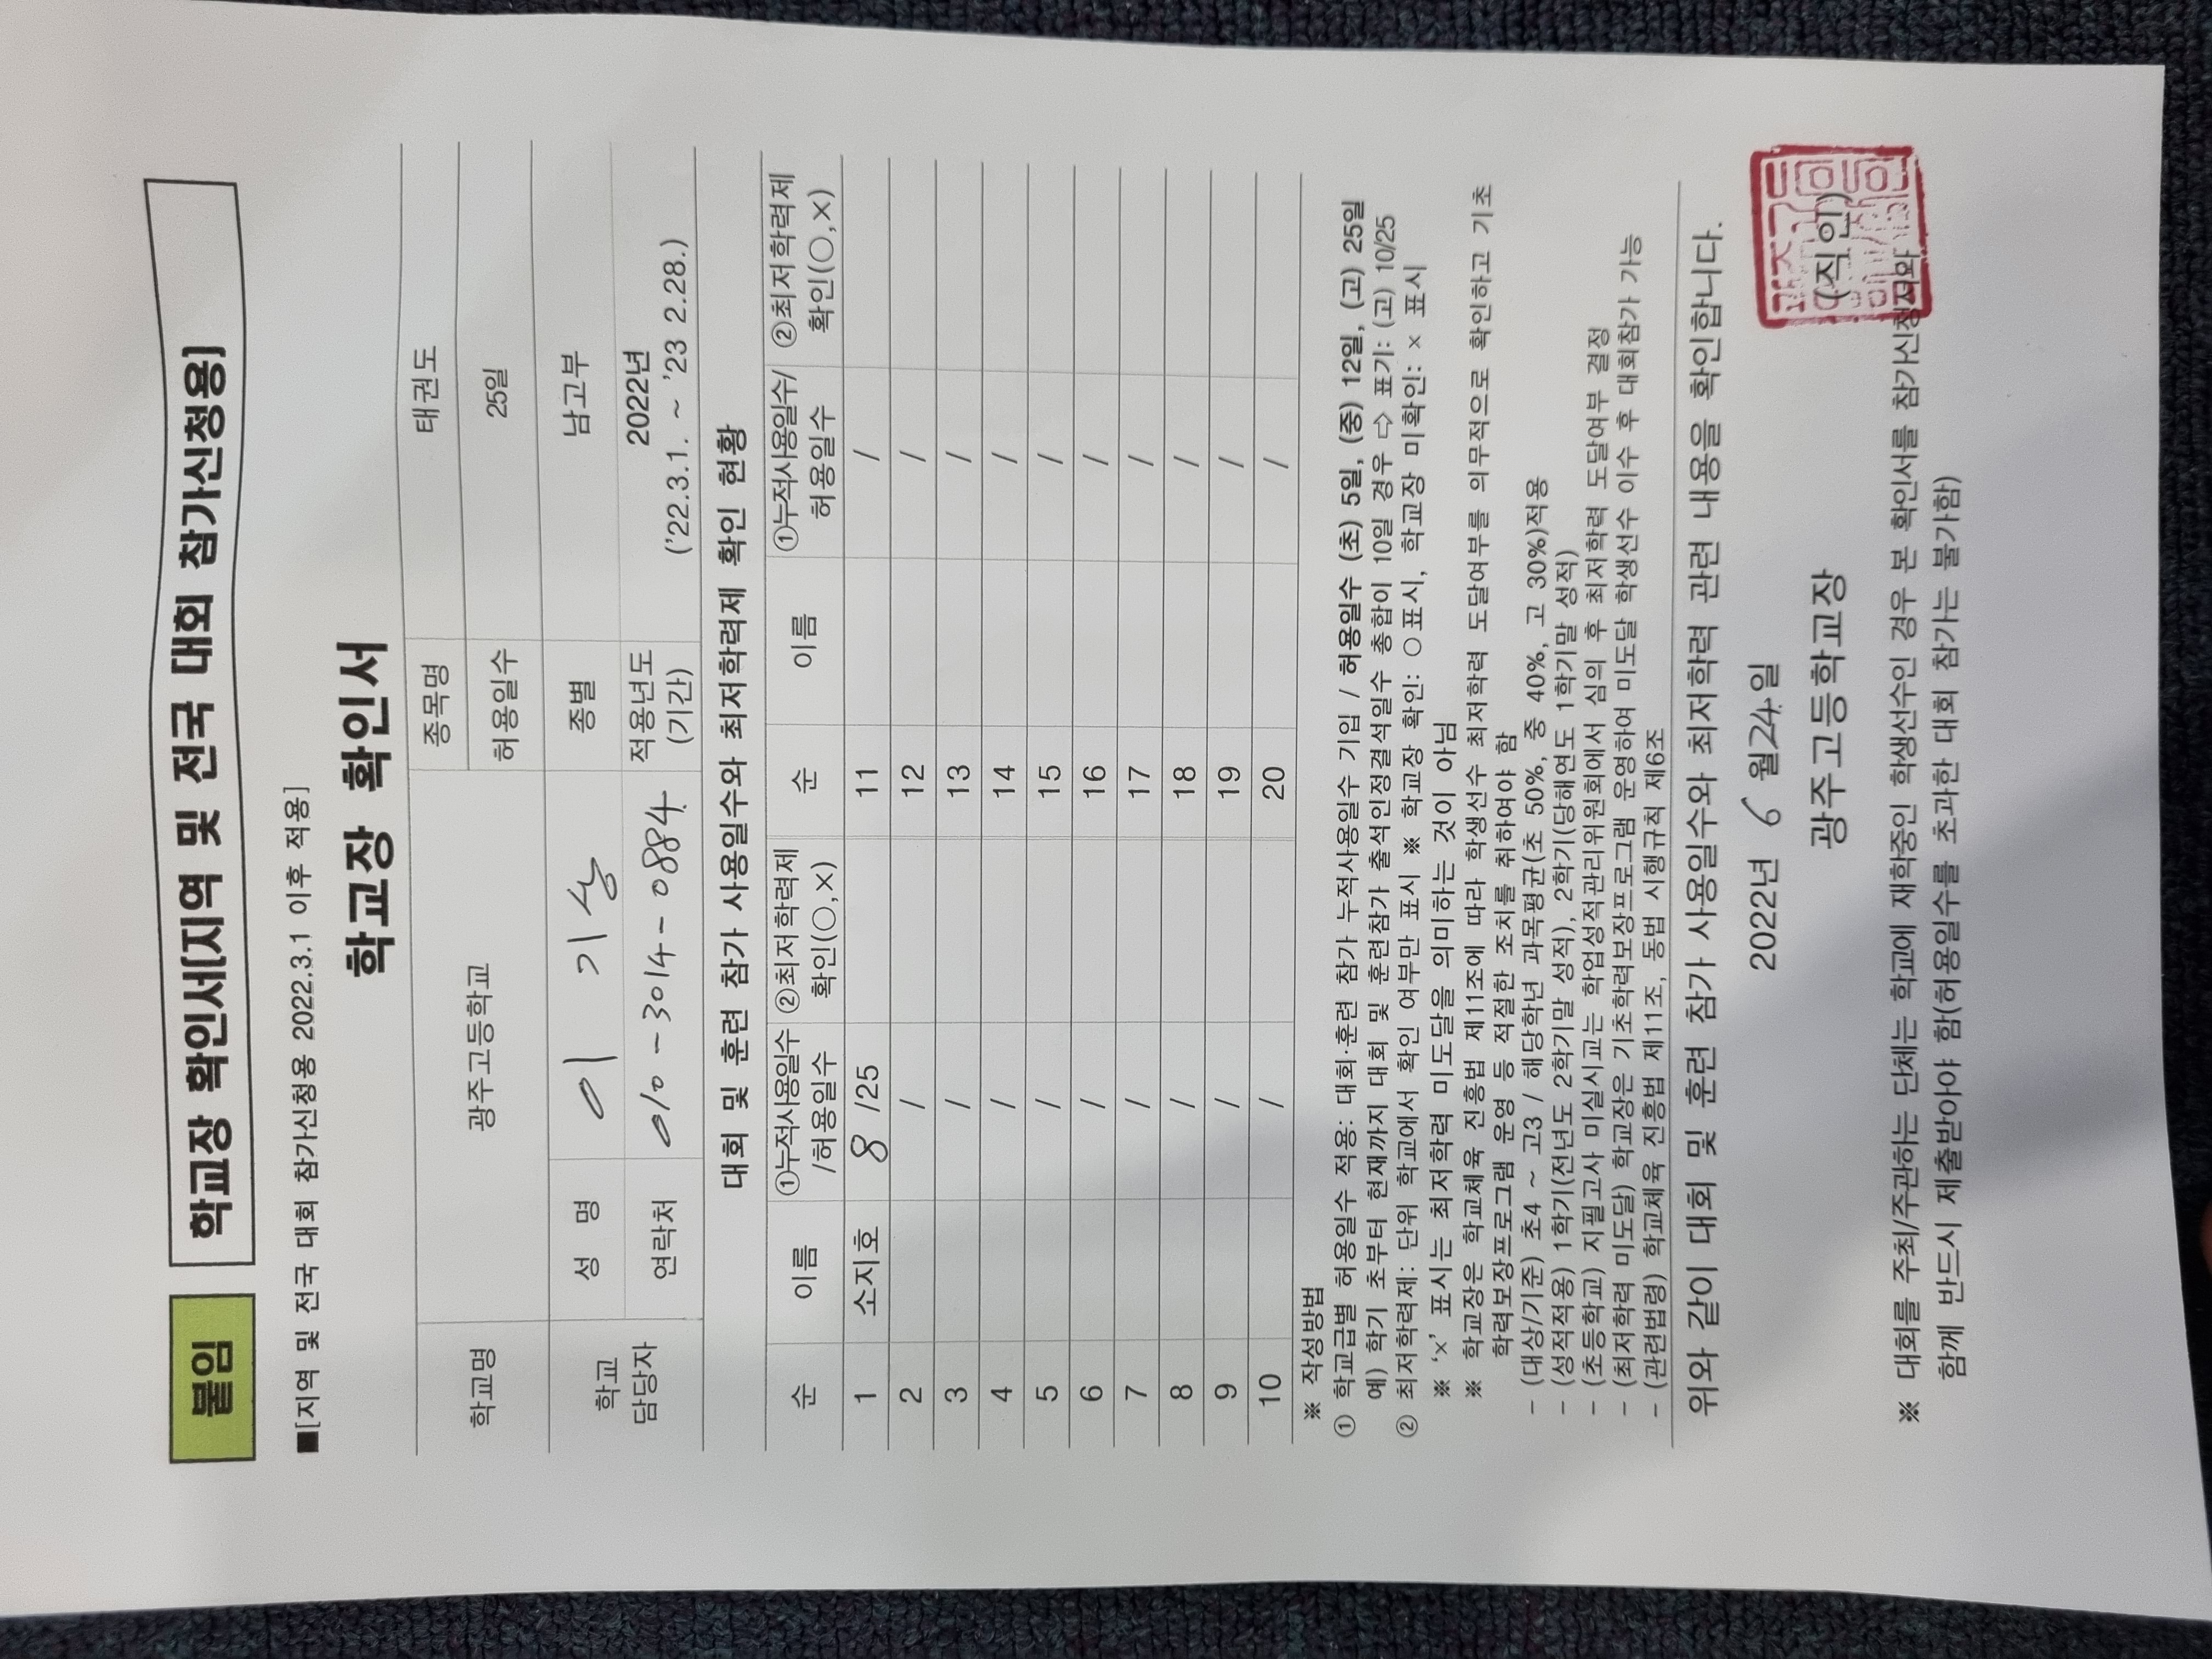 붙임
학교장 확인서[지역 및 전국 대회 참가신청용]
■[지역 및 전국 대회 참가신청용 2022.3.1 이후 적용]
학교장 확인서
학교명 광주고등학교 종목명 태권도
허용일수 25일
학교 담당자 성 명 이 기 상 종별 남고부
연락처 010-3014-0884 적용년도 (기간) 2022년 ('22.3.1. ~ '23 2.28.)
대회 및 훈련 참가 사용일수와 최저학력제 확인 현황
순 이름 ①누적사용일수/허용일수 ②최저학력제 확인(○,×) 순 이름 ①누적사용일수/허용일수 ②최저학력제 확인(○,×)
1 소지호 8 /25 11 /
2 / 12 /
3 / 13 /
4 / 14 /
5 / 15 /
6 / 16 /
7 / 17 /
8 / 18 /
9 / 19 /
10 / 20 /
※ 작성방법
① 학교급별 허용일수 적용: 대회·훈련 참가 누적사용일수 기입 / 허용일수 (초) 5일, (중) 12일, (고) 25일
예) 학기 초부터 현재까지 대회 및 훈련참가 출석인정결석일수 총합이 10일 경우 ⇨ 표기: (고) 10/25
② 최저학력제: 단위 학교에서 확인 여부만 표시 ※ 학교장 확인: ○ 표시, 학교장 미확인: × 표시
※ '×' 표시는 최저학력 미도달을 의미하는 것이 아님
※ 학교장은 학교체육 진흥법 제11조에 따라 학생선수 최저학력 도달여부를 의무적으로 확인하고 기초
학력보장프로그램 운영 등 적절한 조치를 취하여야 함
- (대상/기준) 초4 ~ 고3 / 해당학년 과목평균(초 50%, 중 40%, 고 30%)적용
- (성적적용) 1학기(전년도 2학기말 성적), 2학기(당해연도 1학기말 성적)
- (초등학교) 지필고사 미실시교는 학업성적관리위원회에서 심의 후 최저학력 도달여부 결정
- (최저학력 미도달) 학교장은 기초학력보장프로그램 운영하여 미도달 학생선수 이수 후 대회참가 가능
- (관련법령) 학교체육 진흥법 제11조, 동법 시행규칙 제6조
위와 같이 대회 및 훈련 참가 사용일수와 최저학력 관련 내용을 확인합니다.
2022년 6 월24일
광주고등학교장 (직인)
※ 대회를 주최/주관하는 단체는 학교에 재학중인 학생선수인 경우 본 확인서를 참가신청서와
함께 반드시 제출받아야 함(허용일수를 초과한 대회 참가는 불가함)